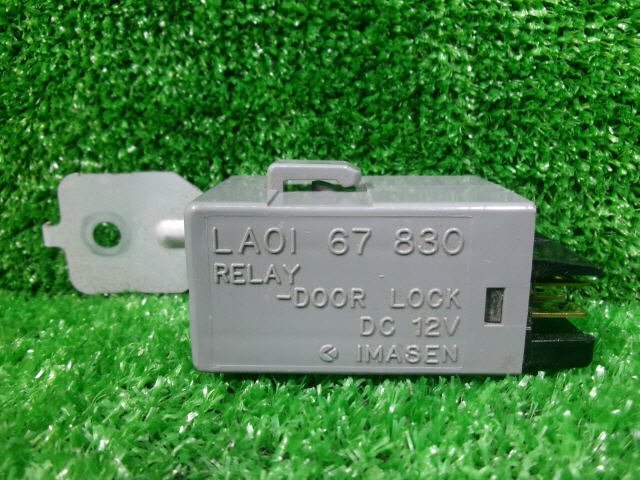 LA01 67 830
RELAY
-DOOR LOCK
DC 12V
IMASEN